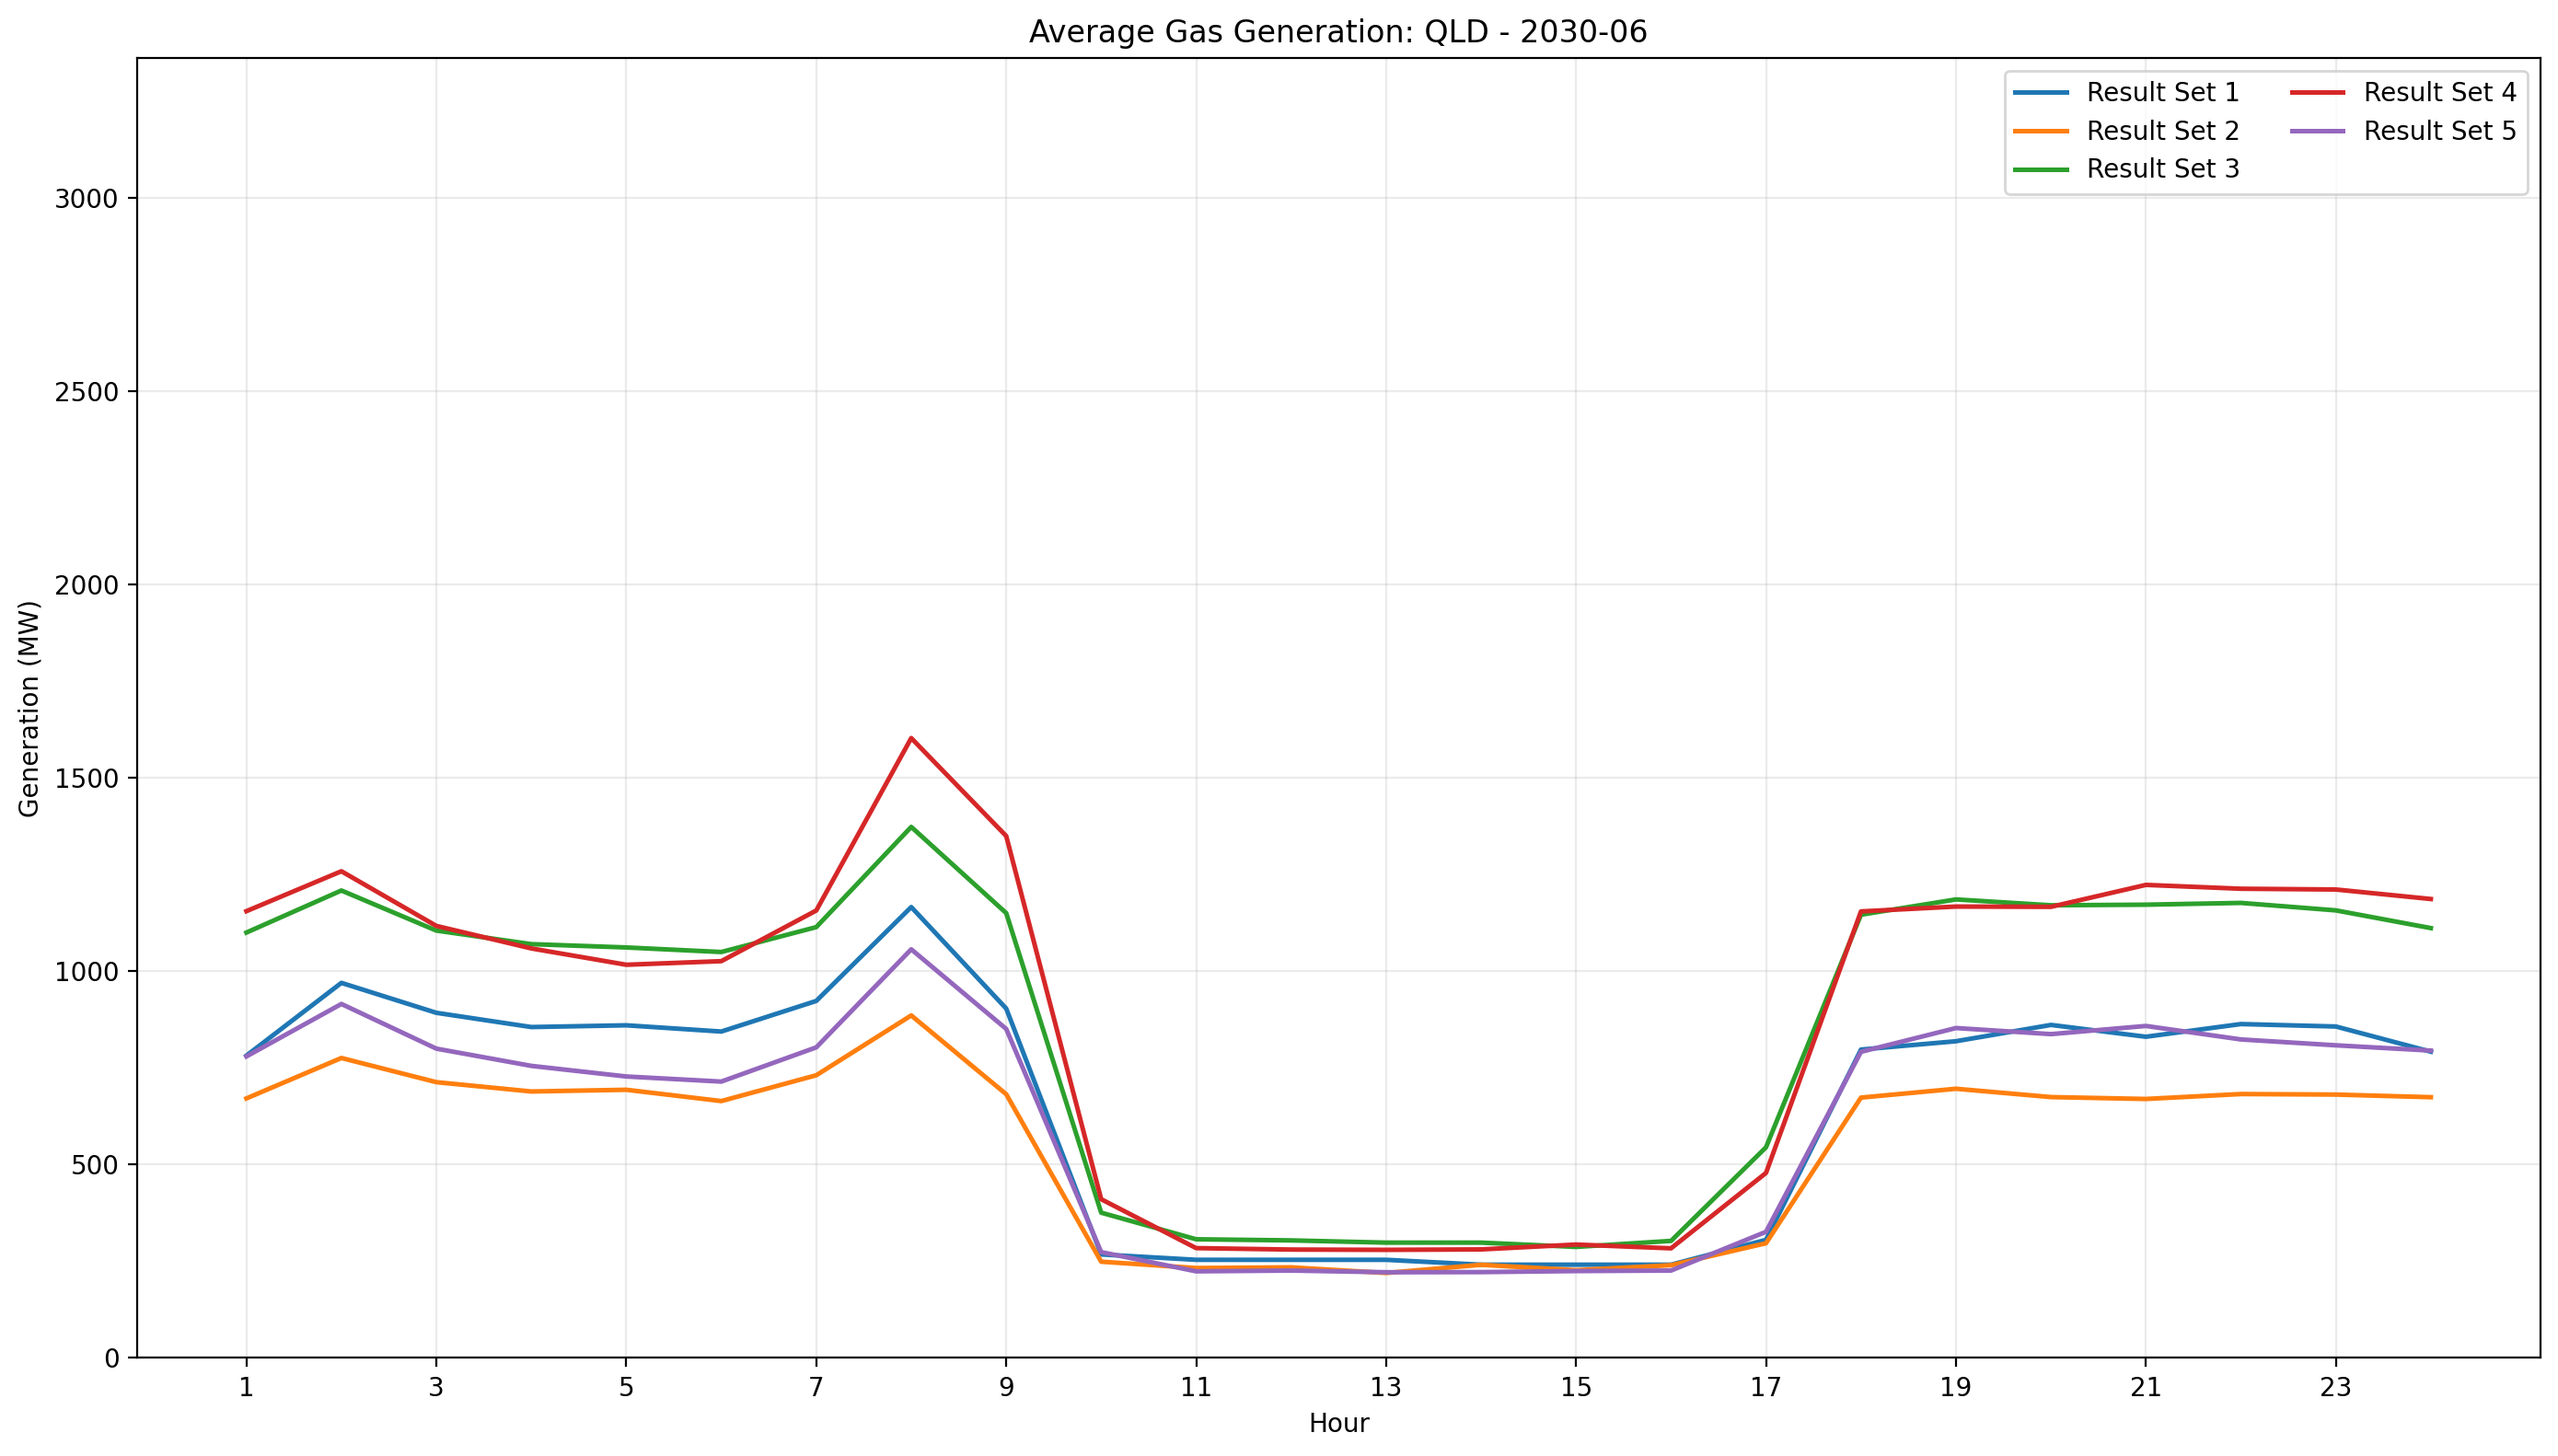 Average Gas Generation: QLD - 2030-06
Result Set 1
Result Set 2
Result Set 3
Result Set 4
Result Set 5
Generation (MW)
3000
2500
2000
1500
1000
500
0
1 3 5 7 9 11 13 15 17 19 21 23
Hour